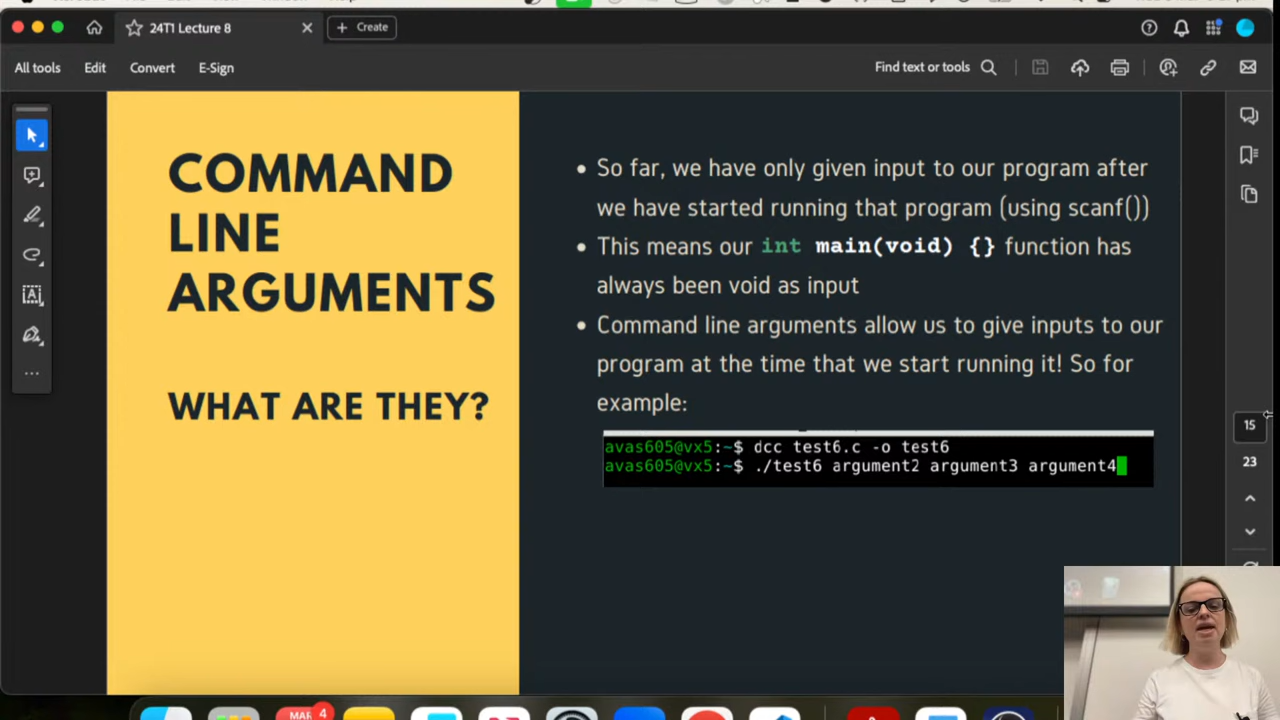 24T1 Lecture 8
Create
All tools
Edit
Convert
E-Sign
Find text or tools
COMMAND
LINE
ARGUMENTS
WHAT ARE THEY?
• So far, we have only given input to our program after
we have started running that program (using scanf())
• This means our int main(void) {} function has
always been void as input
• Command line arguments allow us to give inputs to our
program at the time that we start running it! So for
example:
avas605@vx5:~$ dcc test6.c -o test6
avas605@vx5:~$ ./test6 argument2 argument3 argument4
15
23
MAR
4